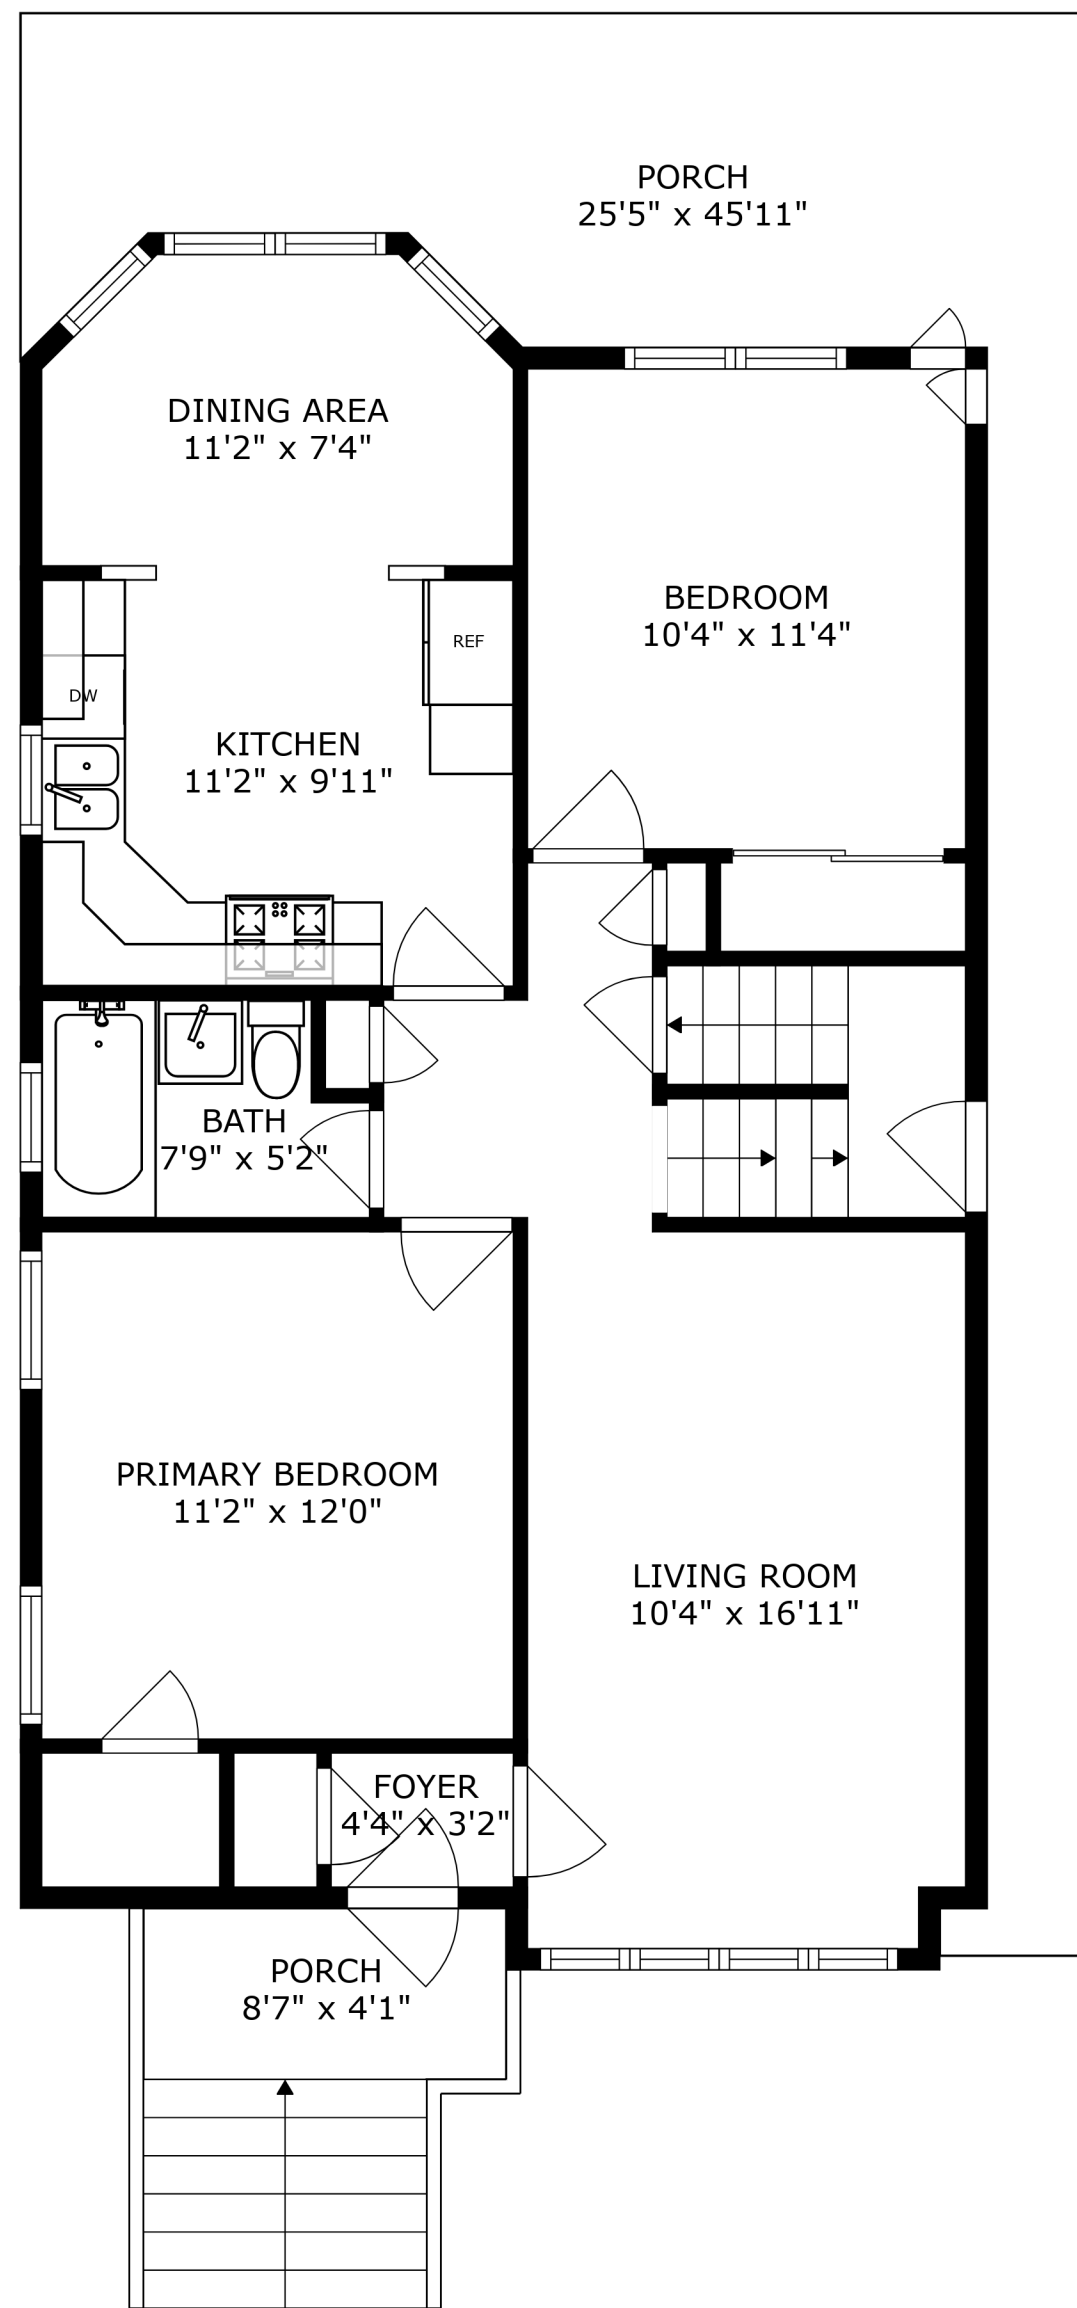 PORCH
25'5" x 45'11"
DINING AREA
11'2" x 7'4"
BEDROOM
10'4" x 11'4"
REF
DW
KITCHEN
11'2" x 9'11"
BATH
7'9" x 5'2"
PRIMARY BEDROOM
11'2" x 12'0"
LIVING ROOM
10'4" x 16'11"
FOYER
4'4" x 3'2"
PORCH
8'7" x 4'1"